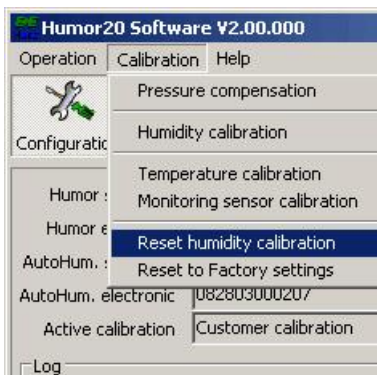 Humor20 Software V2.00.000
Operation Calibration Help
Pressure compensation
Humidity calibration
Temperature calibration
Monitoring sensor calibration
Reset humidity calibration
Reset to Factory settings
Configuratio
Humor
Humor e
AutoHum.
AutoHum. electronic 082803000207
Active calibration Customer calibration
Log